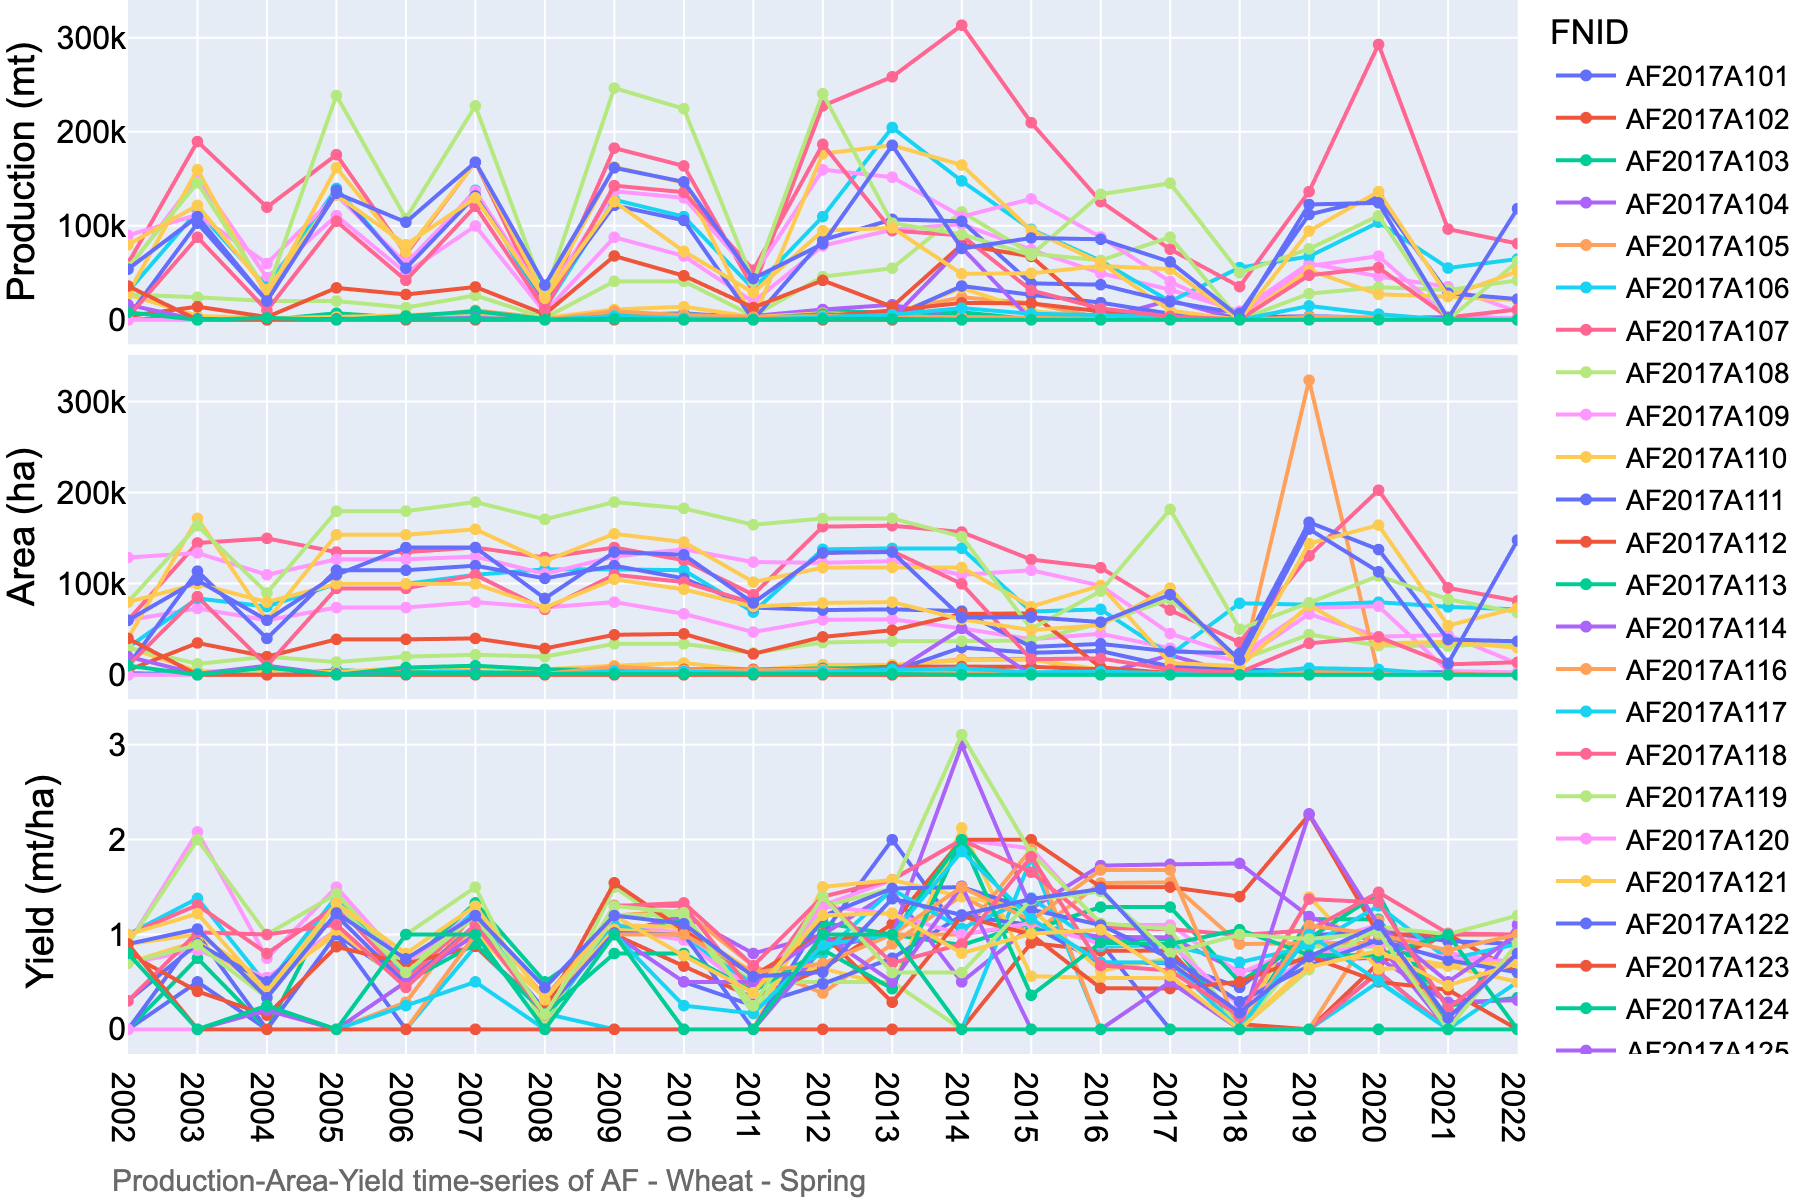 Production (mt)
300k
200k
100k
0
Area (ha)
300k
200k
100k
0
Yield (mt/ha)
3
2
1
0
2002
2003
2004
2005
2006
2007
2008
2009
2010
2011
2012
2013
2014
2015
2016
2017
2018
2019
2020
2021
2022
FNID
AF2017A101
AF2017A102
AF2017A103
AF2017A104
AF2017A105
AF2017A106
AF2017A107
AF2017A108
AF2017A109
AF2017A110
AF2017A111
AF2017A112
AF2017A113
AF2017A114
AF2017A116
AF2017A117
AF2017A118
AF2017A119
AF2017A120
AF2017A121
AF2017A122
AF2017A123
AF2017A124
AF2017A125
Production-Area-Yield time-series of AF - Wheat - Spring